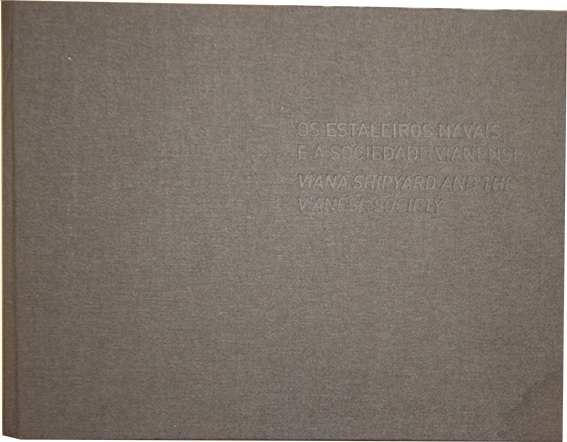 OS ESTALEIROS NAVAIS
E A SOCIEDADE VIANENSE
VIANA SHIPYARD AND THE
VIANESE SOCIETY